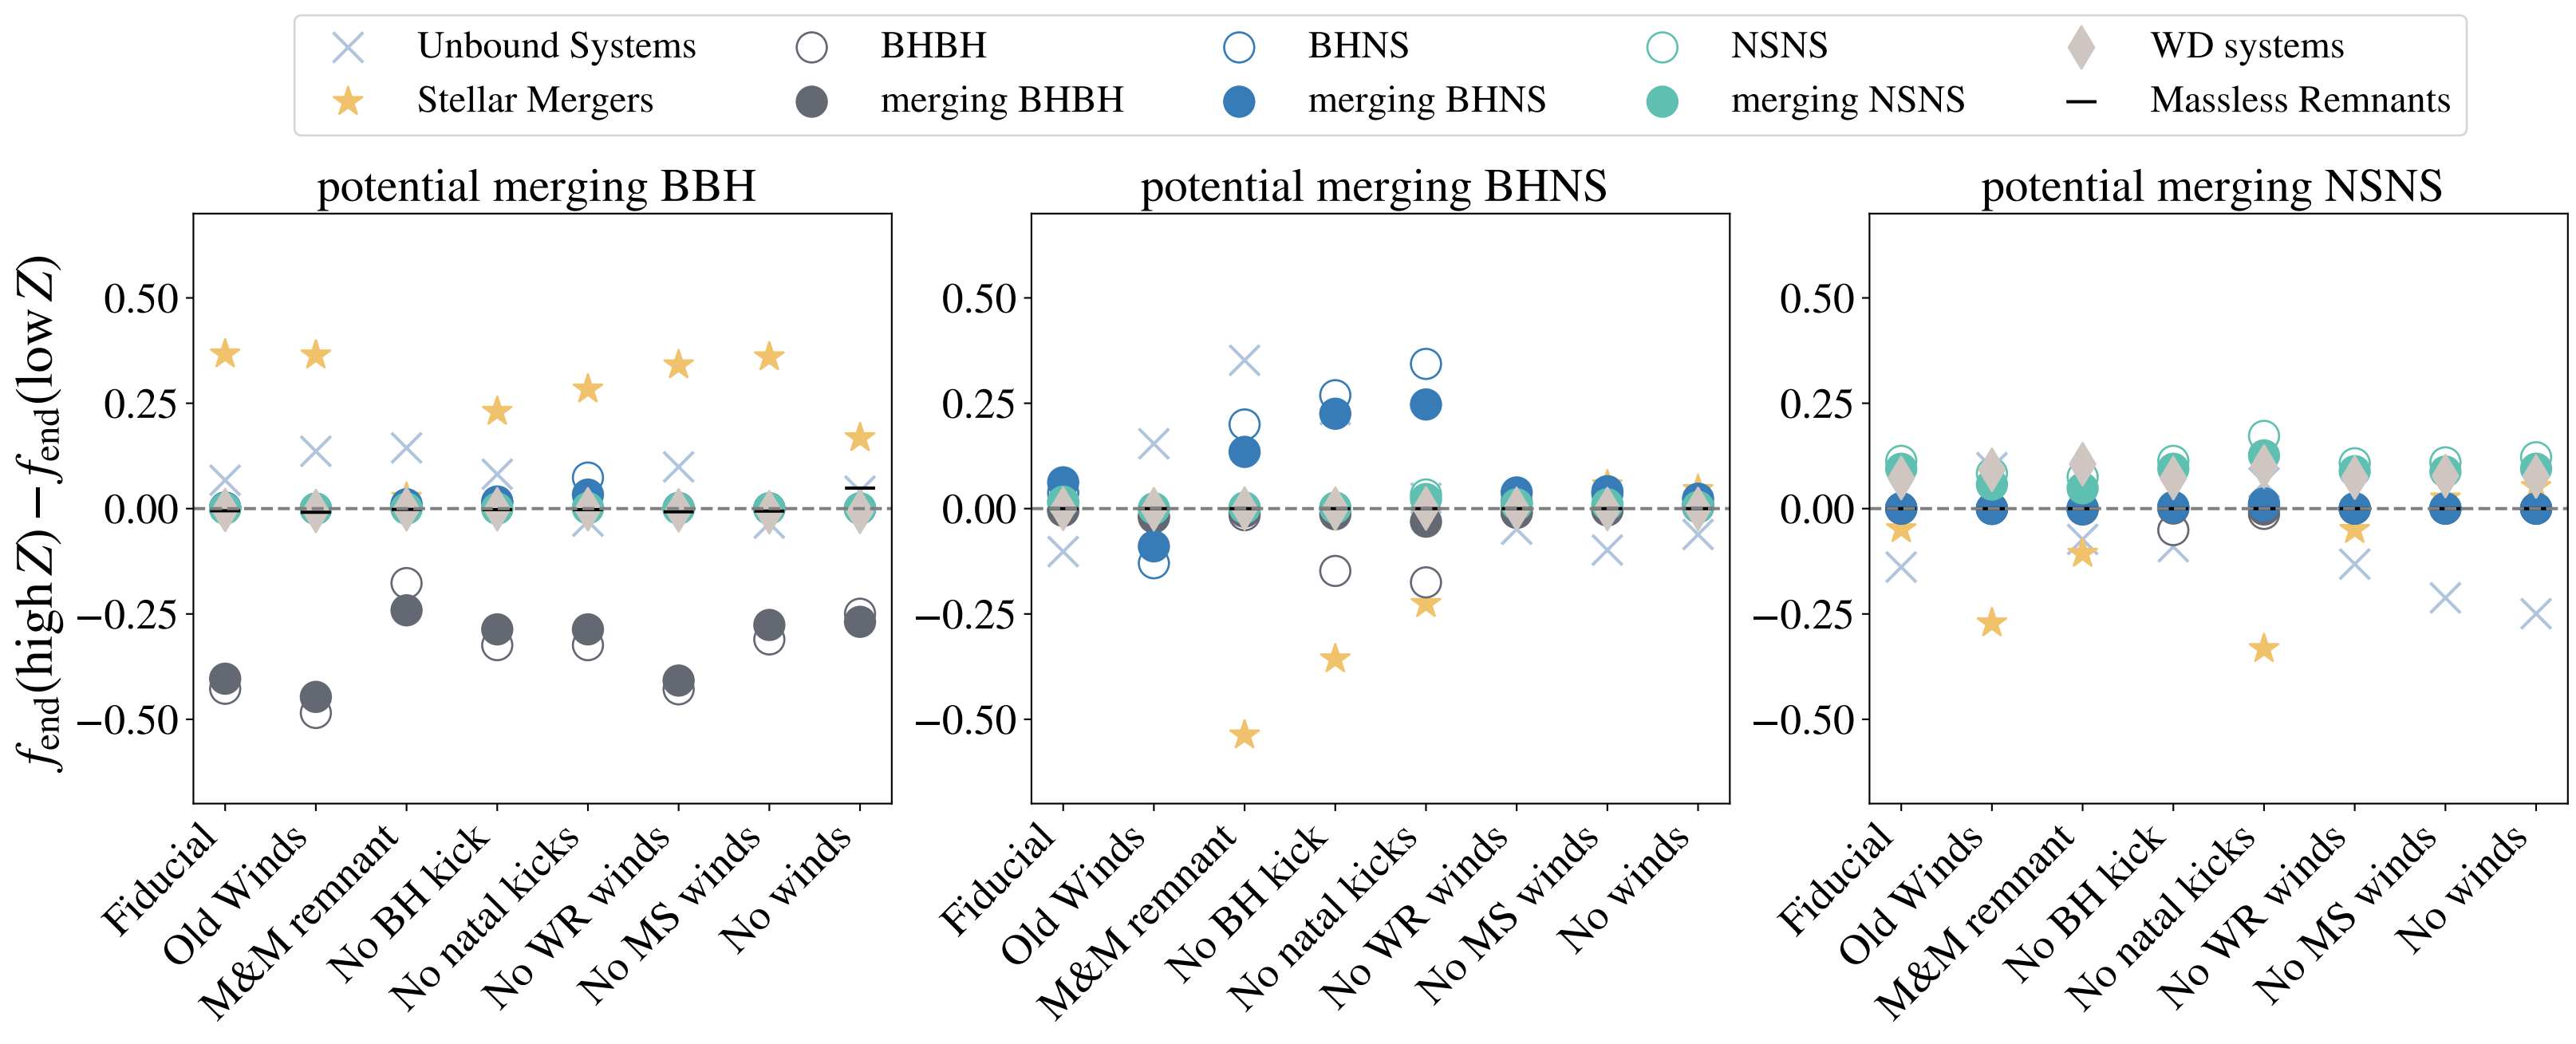 Unbound Systems BHBH BHNS NSNS WD systems
Stellar Mergers merging BHBH merging BHNS merging NSNS Massless Remnants
potential merging BBH potential merging BHNS potential merging NSNS
f_end(high Z) − f_end(low Z)
0.50 0.50 0.50
0.25 0.25 0.25
0.00 0.00 0.00
−0.25 −0.25 −0.25
−0.50 −0.50 −0.50
Fiducial Old Winds M&M remnant No BH kick No natal kicks No WR winds No MS winds No winds
Fiducial Old Winds M&M remnant No BH kick No natal kicks No WR winds No MS winds No winds
Fiducial Old Winds M&M remnant No BH kick No natal kicks No WR winds No MS winds No winds